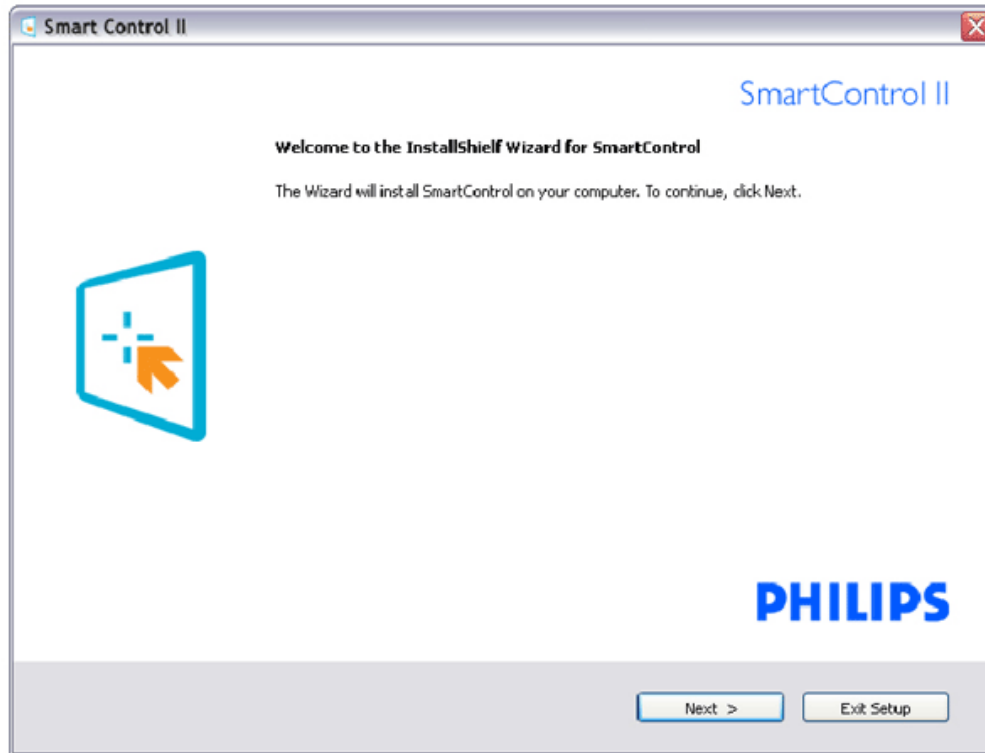 Smart Control II
SmartControl II
Welcome to the InstallShield Wizard for SmartControl
The Wizard will install SmartControl on your computer. To continue, click Next.
PHILIPS
Next >
Exit Setup